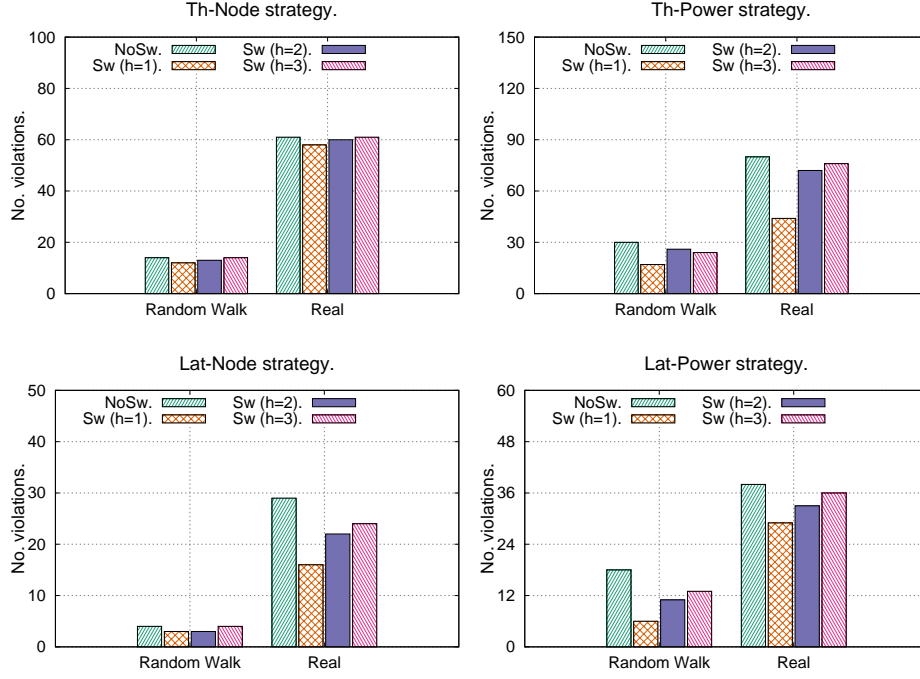 Th-Node strategy.
No. violations.
100
80
60
40
20
0
NoSw.
Sw (h=1).
Sw (h=2).
Sw (h=3).
Random Walk
Real
Th-Power strategy.
No. violations.
150
120
90
60
30
0
NoSw.
Sw (h=1).
Sw (h=2).
Sw (h=3).
Random Walk
Real
Lat-Node strategy.
No. violations.
50
40
30
20
10
0
NoSw.
Sw (h=1).
Sw (h=2).
Sw (h=3).
Random Walk
Real
Lat-Power strategy.
No. violations.
60
48
36
24
12
0
NoSw.
Sw (h=1).
Sw (h=2).
Sw (h=3).
Random Walk
Real